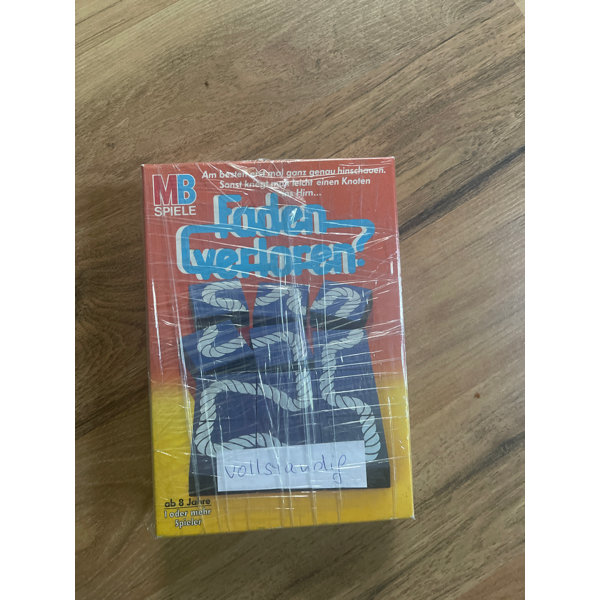 MB
SPIELE
Am besten erst mal ganz genau hinschauen.
Sonst kriegt man leicht einen Knoten
ins Hirn...
Faden
verloren?
vollständig
ab 8 Jahre
1 oder mehr
Spieler